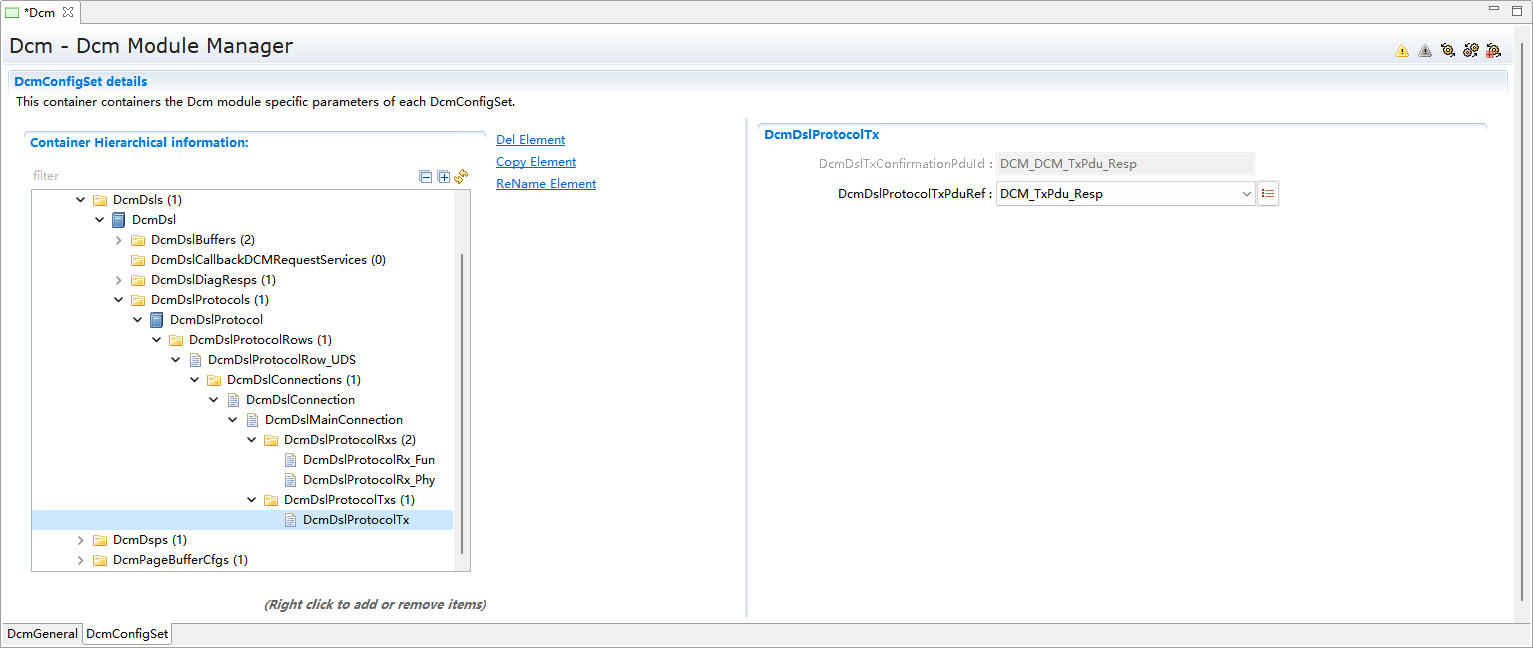 *Dcm
Dcm - Dcm Module Manager
DcmConfigSet details
This container containers the Dcm module specific parameters of each DcmConfigSet.
Container Hierarchical information:
filter
DcmDsls (1)
DcmDsl
DcmDslBuffers (2)
DcmDslCallbackDCMRequestServices (0)
DcmDslDiagResps (1)
DcmDslProtocols (1)
DcmDslProtocol
DcmDslProtocolRows (1)
DcmDslProtocolRow_UDS
DcmDslConnections (1)
DcmDslConnection
DcmDslMainConnection
DcmDslProtocolRxs (2)
DcmDslProtocolRx_Fun
DcmDslProtocolRx_Phy
DcmDslProtocolTxs (1)
DcmDslProtocolTx
DcmDsps (1)
DcmPageBufferCfgs (1)
(Right click to add or remove items)
Del Element
Copy Element
ReName Element
DcmDslProtocolTx
DcmDslTxConfirmationPduId : DCM_DCM_TxPdu_Resp
DcmDslProtocolTxPduRef : DCM_TxPdu_Resp
DcmGeneral DcmConfigSet